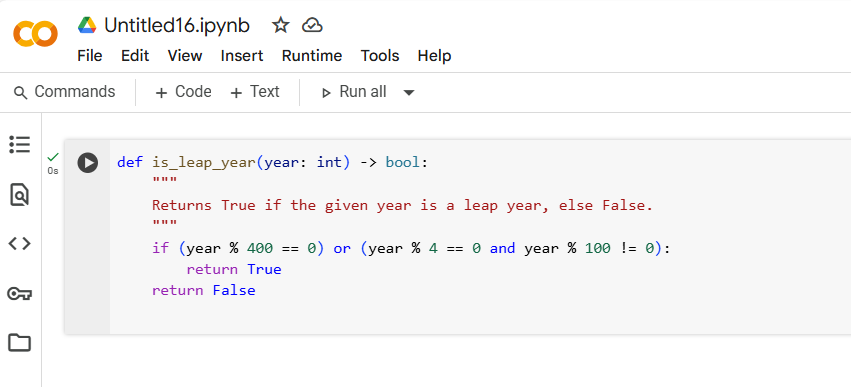 Untitled16.ipynb
File Edit View Insert Runtime Tools Help
Commands + Code + Text Run all
0s
def is_leap_year(year: int) -> bool:
    """
    Returns True if the given year is a leap year, else False.
    """
    if (year % 400 == 0) or (year % 4 == 0 and year % 100 != 0):
        return True
    return False